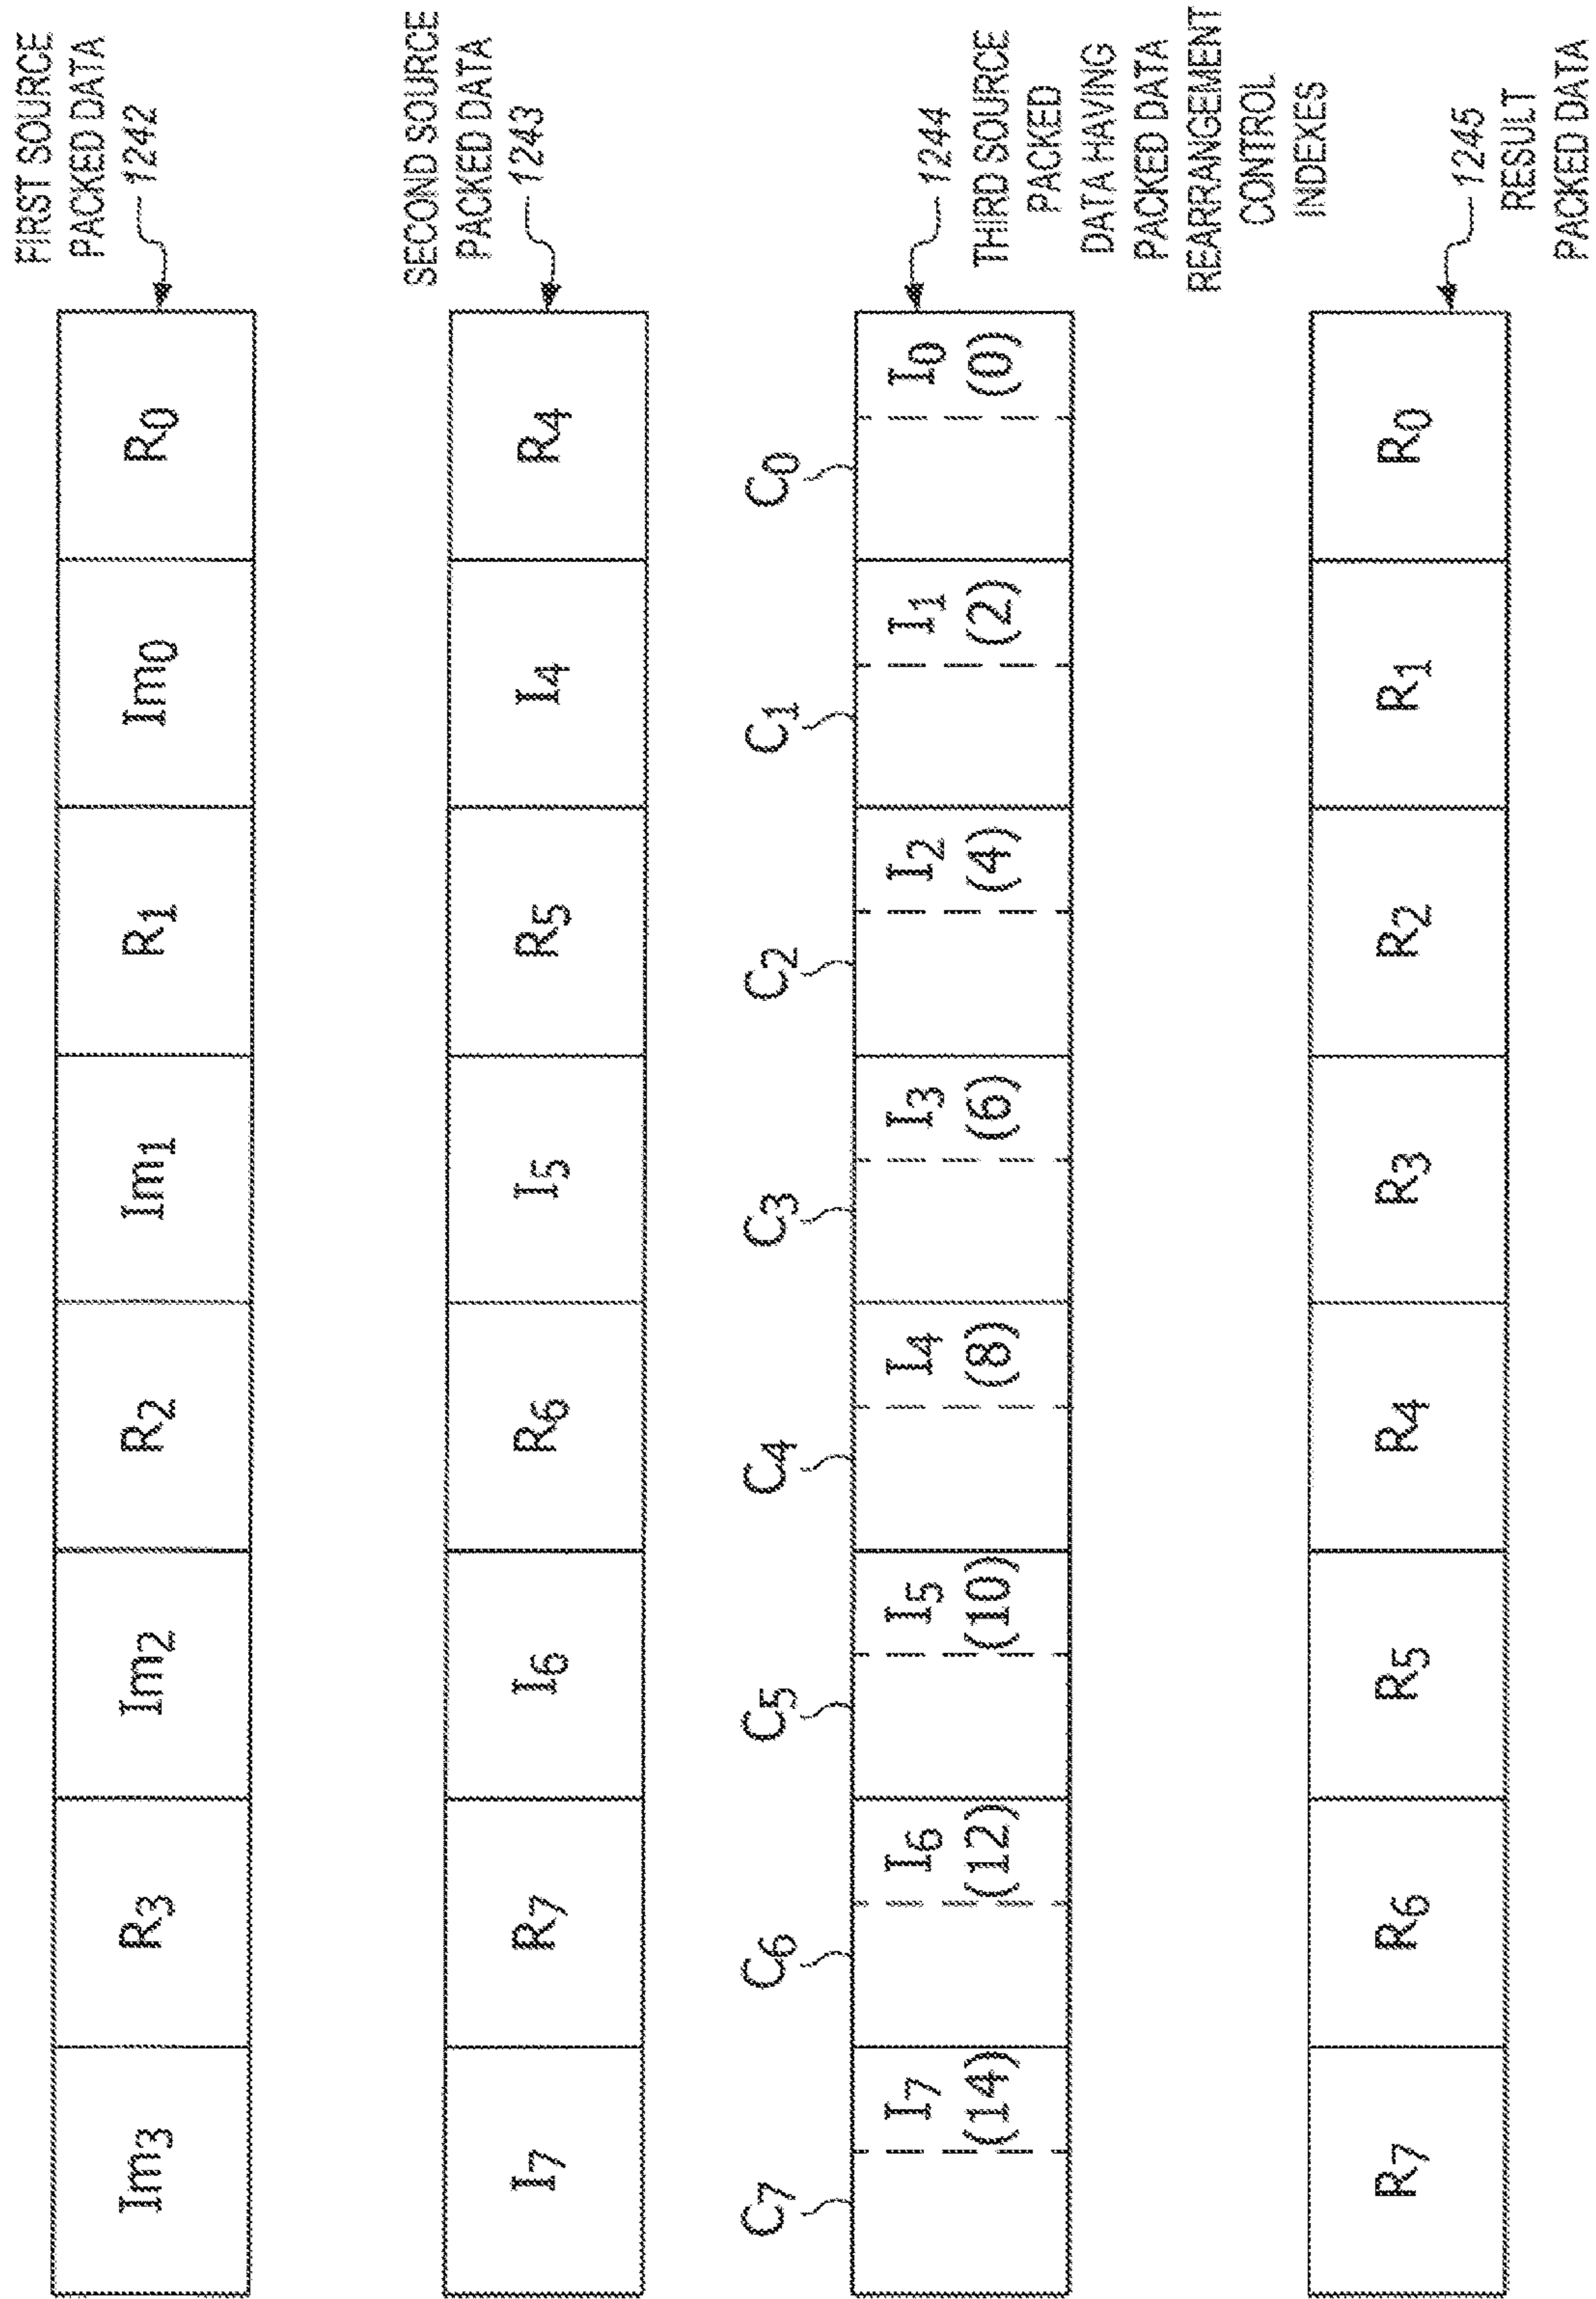 FIRST SOURCE
PACKED DATA
1242
Im3 R3 Im2 R2 Im1 R1 Im0 R0
SECOND SOURCE
PACKED DATA
1243
I7 R7 I6 R6 I5 R5 I4 R4
C7 C6 C5 C4 C3 C2 C1 C0
I7 I6 I5 I4 I3 I2 I1 I0
(14) (12) (10) (8) (6) (4) (2) (0)
1244
THIRD SOURCE
PACKED
DATA HAVING
PACKED DATA
REARRANGEMENT
CONTROL
INDEXES
R7 R6 R5 R4 R3 R2 R1 R0
1245
RESULT
PACKED DATA